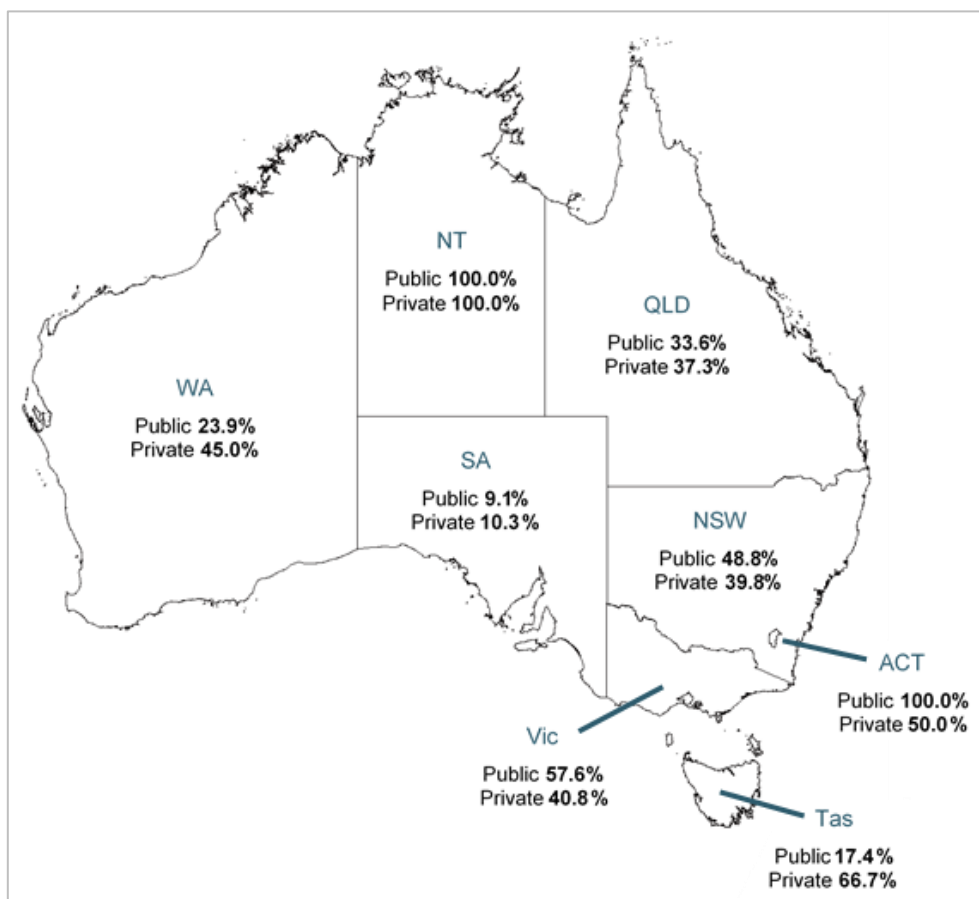 NT
Public 100.0%
Private 100.0%
QLD
Public 33.6%
Private 37.3%
WA
Public 23.9%
Private 45.0%
SA
Public 9.1%
Private 10.3%
NSW
Public 48.8%
Private 39.8%
ACT
Public 100.0%
Private 50.0%
Vic
Public 57.6%
Private 40.8%
Tas
Public 17.4%
Private 66.7%